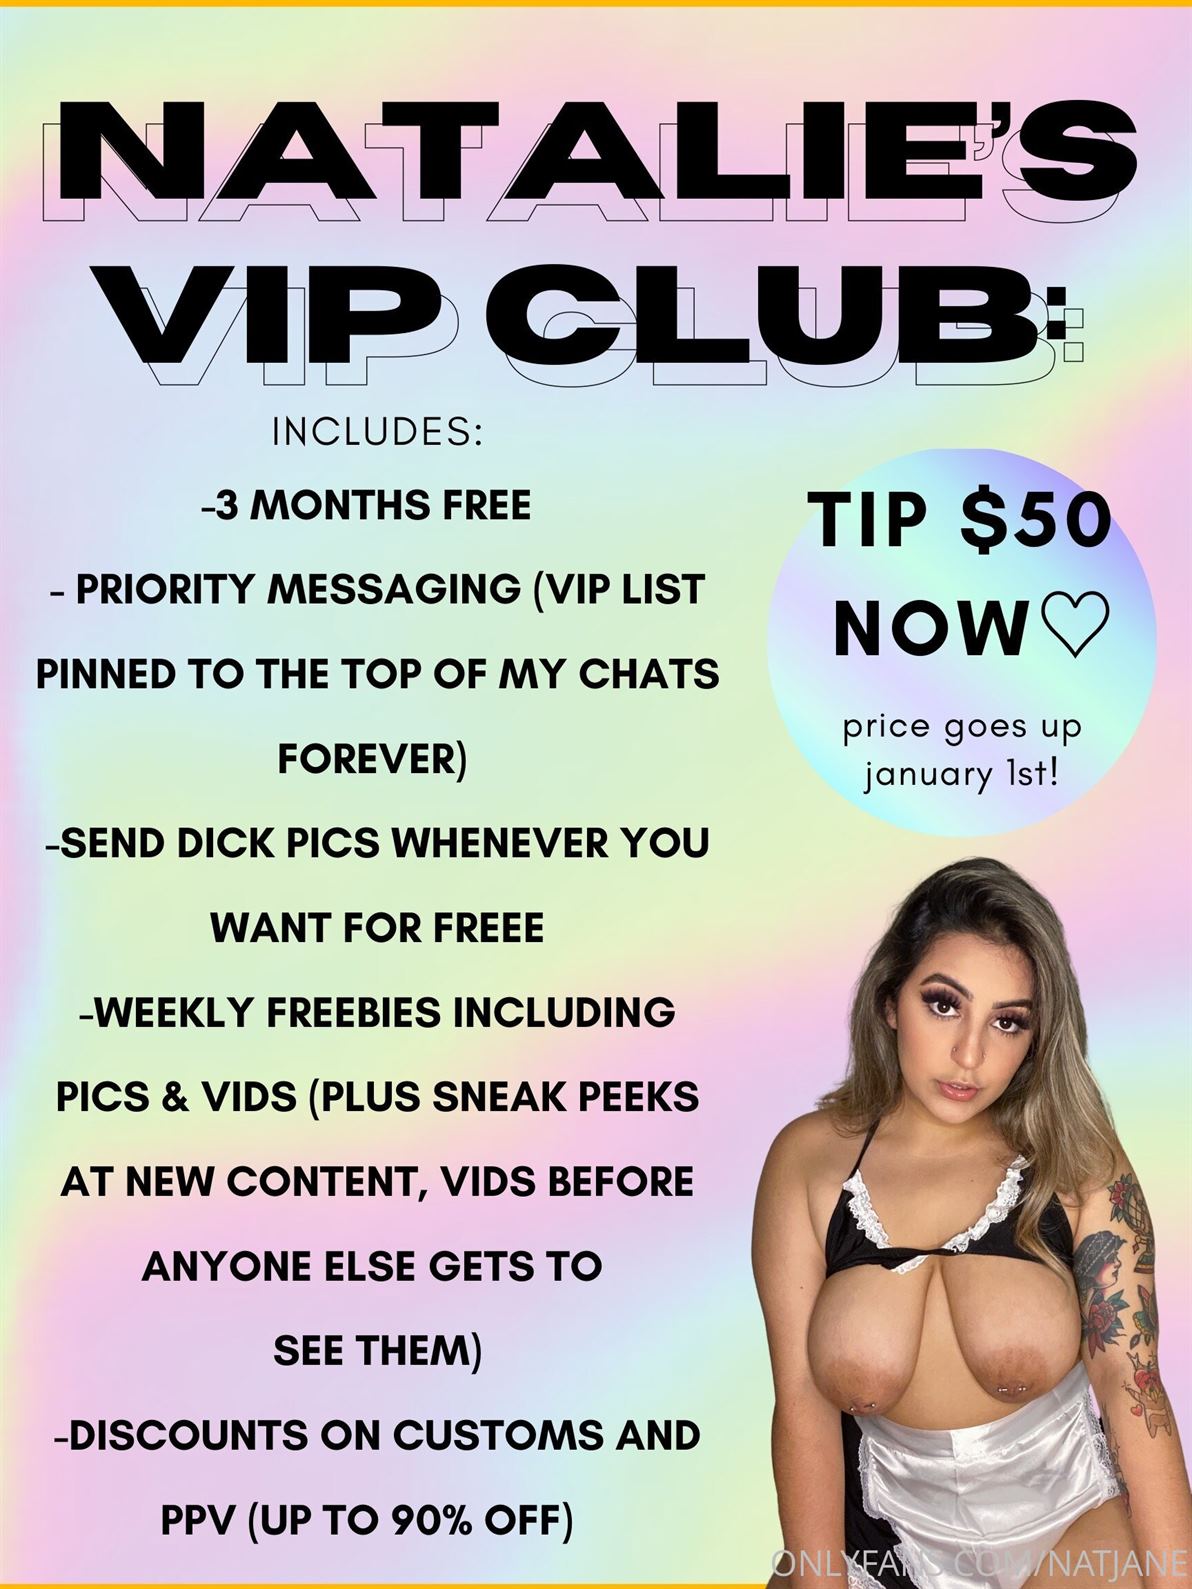 NATALIE'S
VIP CLUB:
INCLUDES:
-3 MONTHS FREE
- PRIORITY MESSAGING (VIP LIST
PINNED TO THE TOP OF MY CHATS
FOREVER)
-SEND DICK PICS WHENEVER YOU
WANT FOR FREEE
-WEEKLY FREEBIES INCLUDING
PICS & VIDS (PLUS SNEAK PEEKS
AT NEW CONTENT, VIDS BEFORE
ANYONE ELSE GETS TO
SEE THEM)
-DISCOUNTS ON CUSTOMS AND
PPV (UP TO 90% OFF)
TIP $50
NOW♡
price goes up
january 1st!
ONLYFANS.COM/NATJANE